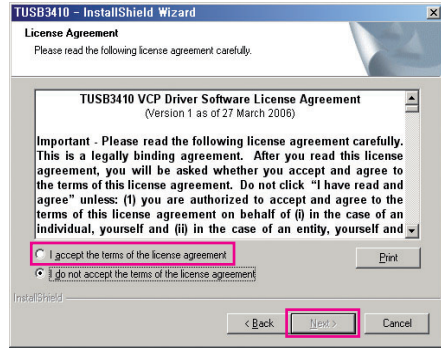 TUSB3410 - InstallShield Wizard
License Agreement
Please read the following license agreement carefully.
TUSB3410 VCP Driver Software License Agreement
(Version 1 as of 27 March 2006)
Important - Please read the following license agreement carefully.
This is a legally binding agreement. After you read this license
agreement, you will be asked whether you accept and agree to
the terms of this license agreement. Do not click “I have read and
agree” unless: (1) you are authorized to accept and agree to the
terms of this license agreement on behalf of (i) in the case of an
individual, yourself and (ii) in the case of an entity, yourself and
I accept the terms of the license agreement
Print
I do not accept the terms of the license agreement
InstallShield
< Back
Next >
Cancel